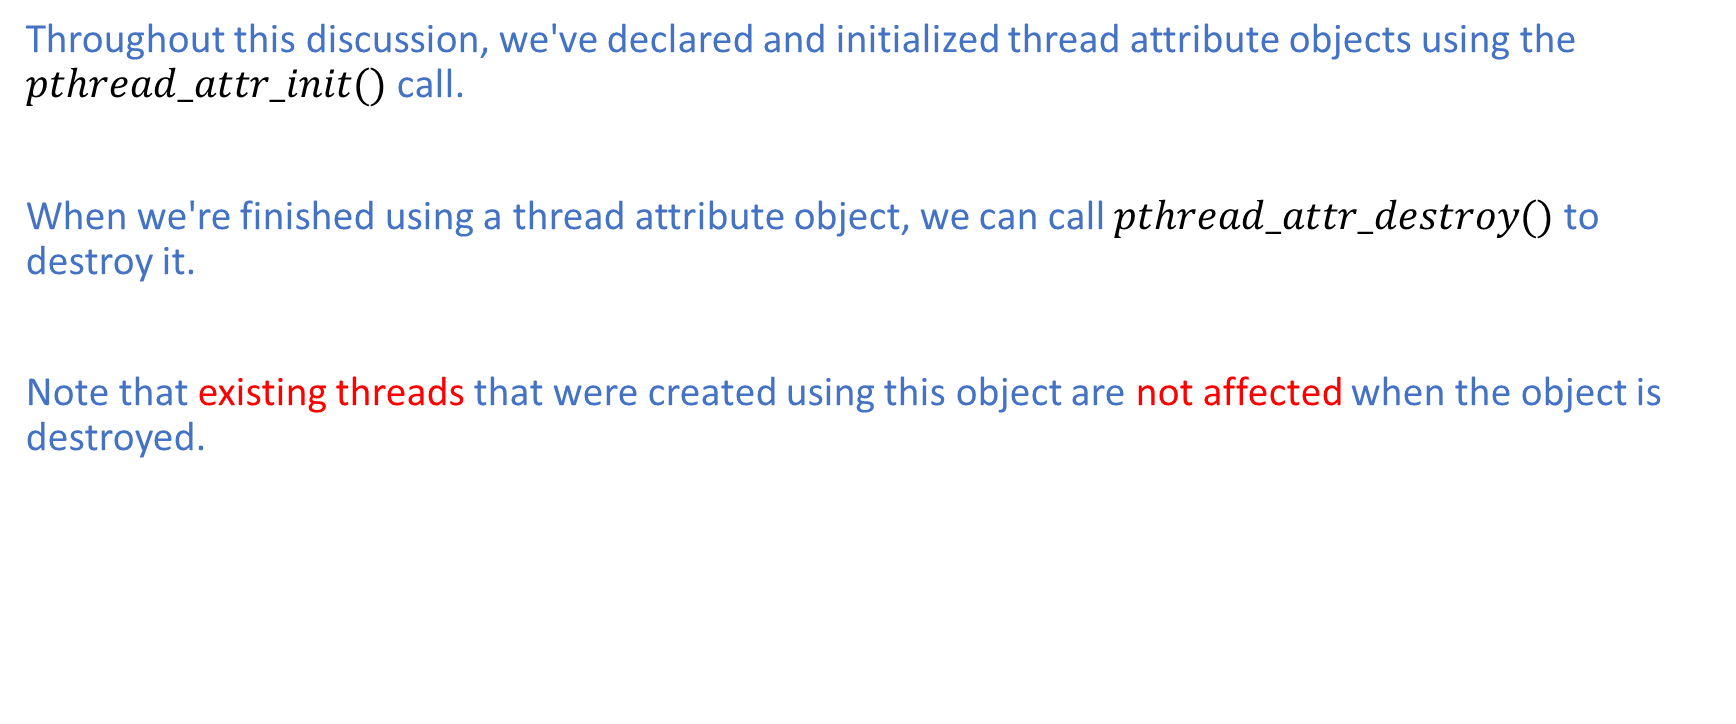 Throughout this discussion, we've declared and initialized thread attribute objects using the
pthread_attr_init() call.
When we're finished using a thread attribute object, we can call pthread_attr_destroy() to
destroy it.
Note that existing threads that were created using this object are not affected when the object is
destroyed.